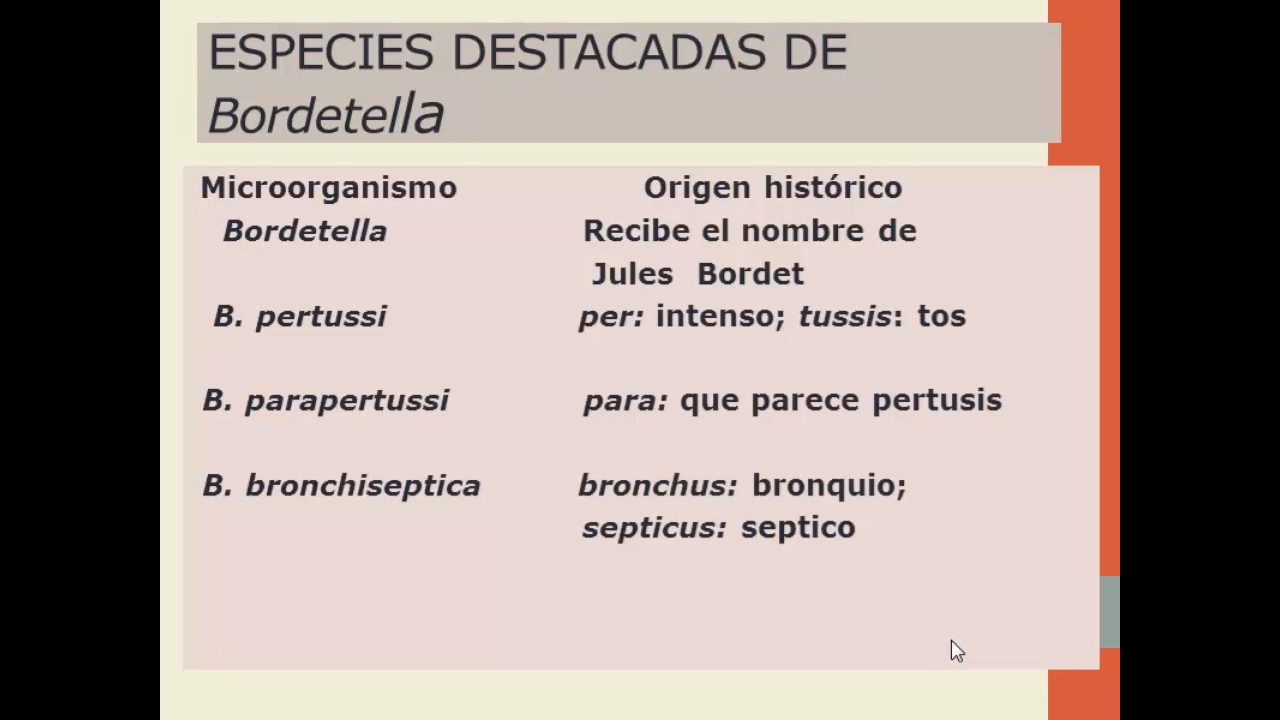 ESPECIES DESTACADAS DE
Bordetella
Microorganismo Origen histórico
Bordetella Recibe el nombre de
Jules Bordet
B. pertussi per: intenso; tussis: tos
B. parapertussi para: que parece pertusis
B. bronchiseptica bronchus: bronquio;
septicus: septico